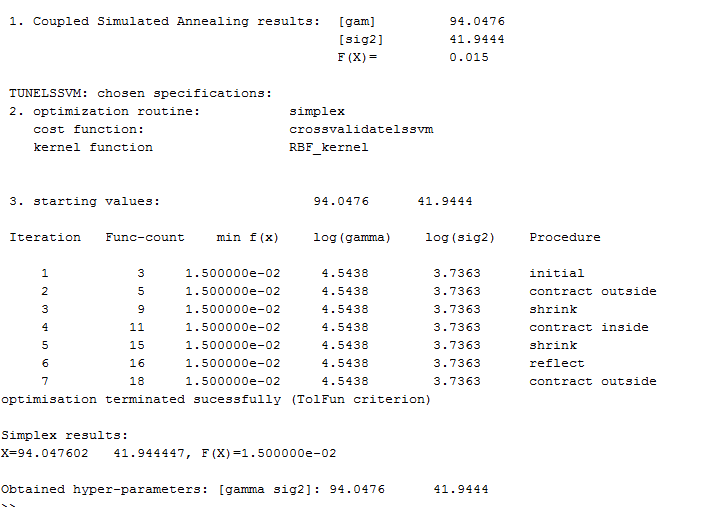 1. Coupled Simulated Annealing results: [gam] 94.0476
[sig2] 41.9444
F(X)= 0.015
TUNELSSVM: chosen specifications:
2. optimization routine: simplex
cost function: crossvalidatelssvm
kernel function RBF_kernel
3. starting values: 94.0476 41.9444
Iteration Func-count min f(x) log(gamma) log(sig2) Procedure
1 3 1.500000e-02 4.5438 3.7363 initial
2 5 1.500000e-02 4.5438 3.7363 contract outside
3 9 1.500000e-02 4.5438 3.7363 shrink
4 11 1.500000e-02 4.5438 3.7363 contract inside
5 15 1.500000e-02 4.5438 3.7363 shrink
6 16 1.500000e-02 4.5438 3.7363 reflect
7 18 1.500000e-02 4.5438 3.7363 contract outside
optimisation terminated sucessfully (TolFun criterion)
Simplex results:
X=94.047602 41.944447, F(X)=1.500000e-02
Obtained hyper-parameters: [gamma sig2]: 94.0476 41.9444